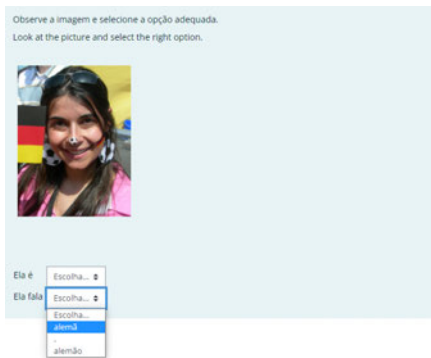 Observe a imagem e selecione a opção adequada.
Look at the picture and select the right option.
Ela é Escolha...
Ela fala Escolha...
Escolha...
alemã
.
alemão